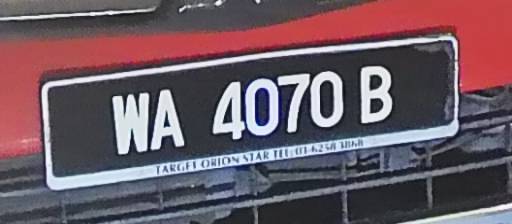 WA 4070 B
TARGET ORION STAR TEL: 03-6258 3868